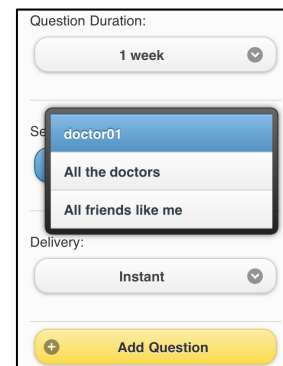 Question Duration:
1 week
Se
doctor01
All the doctors
All friends like me
Delivery:
Instant
Add Question